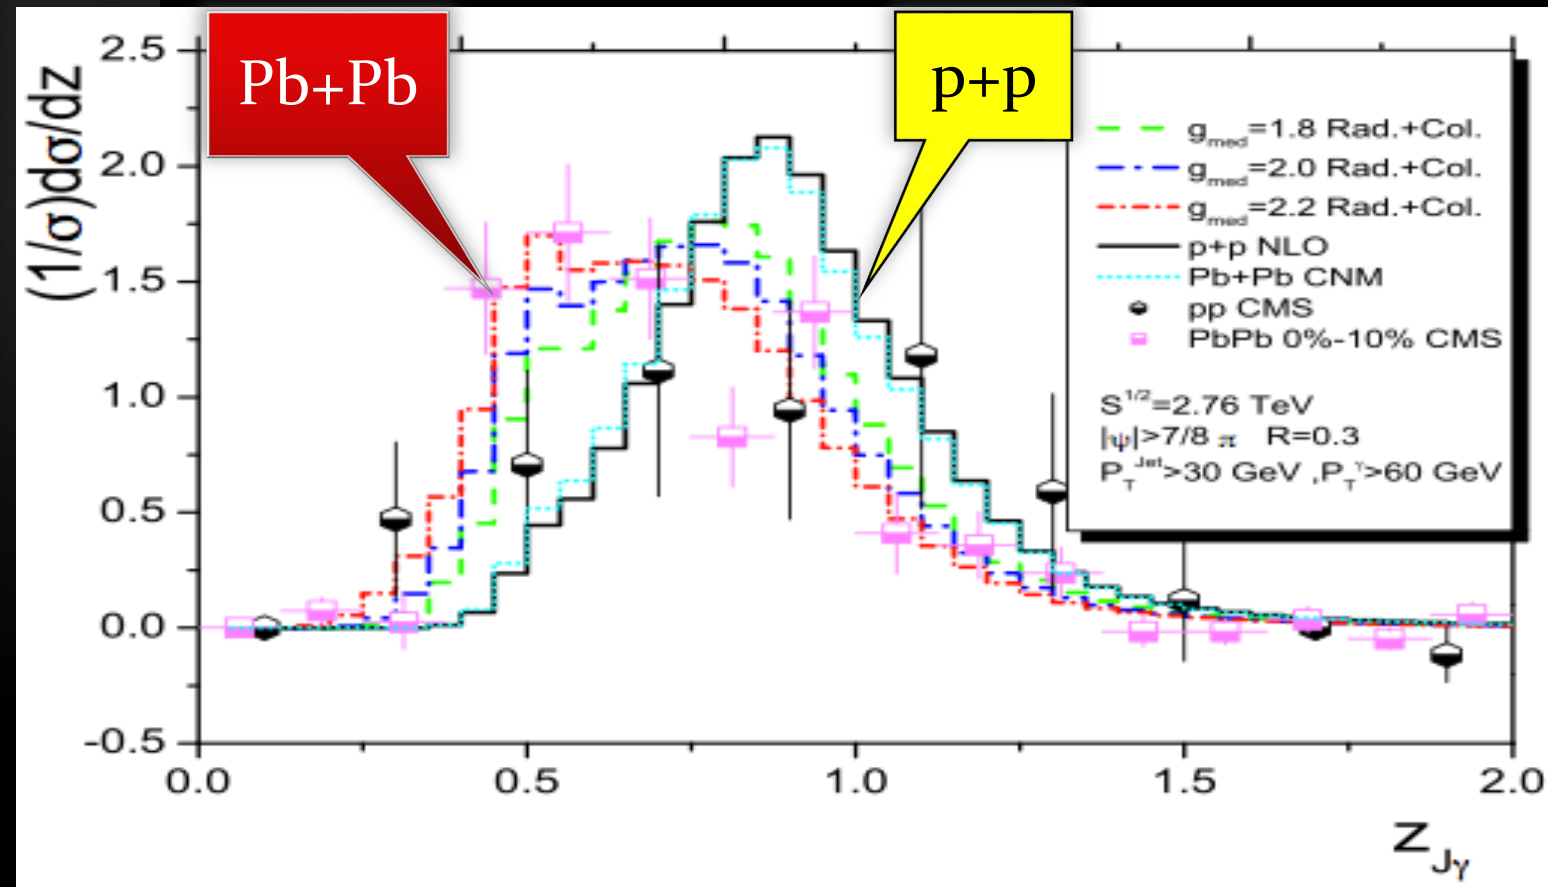 Pb+Pb
p+p
(1/σ)dσ/dz
2.5
2.0
1.5
1.0
0.5
0.0
-0.5
0.0 0.5 1.0 1.5 2.0
z_Jγ
g_med=1.8 Rad.+Col.
g_med=2.0 Rad.+Col.
g_med=2.2 Rad.+Col.
p+p NLO
Pb+Pb CNM
pp CMS
PbPb 0%-10% CMS
S^1/2=2.76 TeV
|ψ|>7/8 π R=0.3
P_T^Jet>30 GeV ,P_T^γ>60 GeV